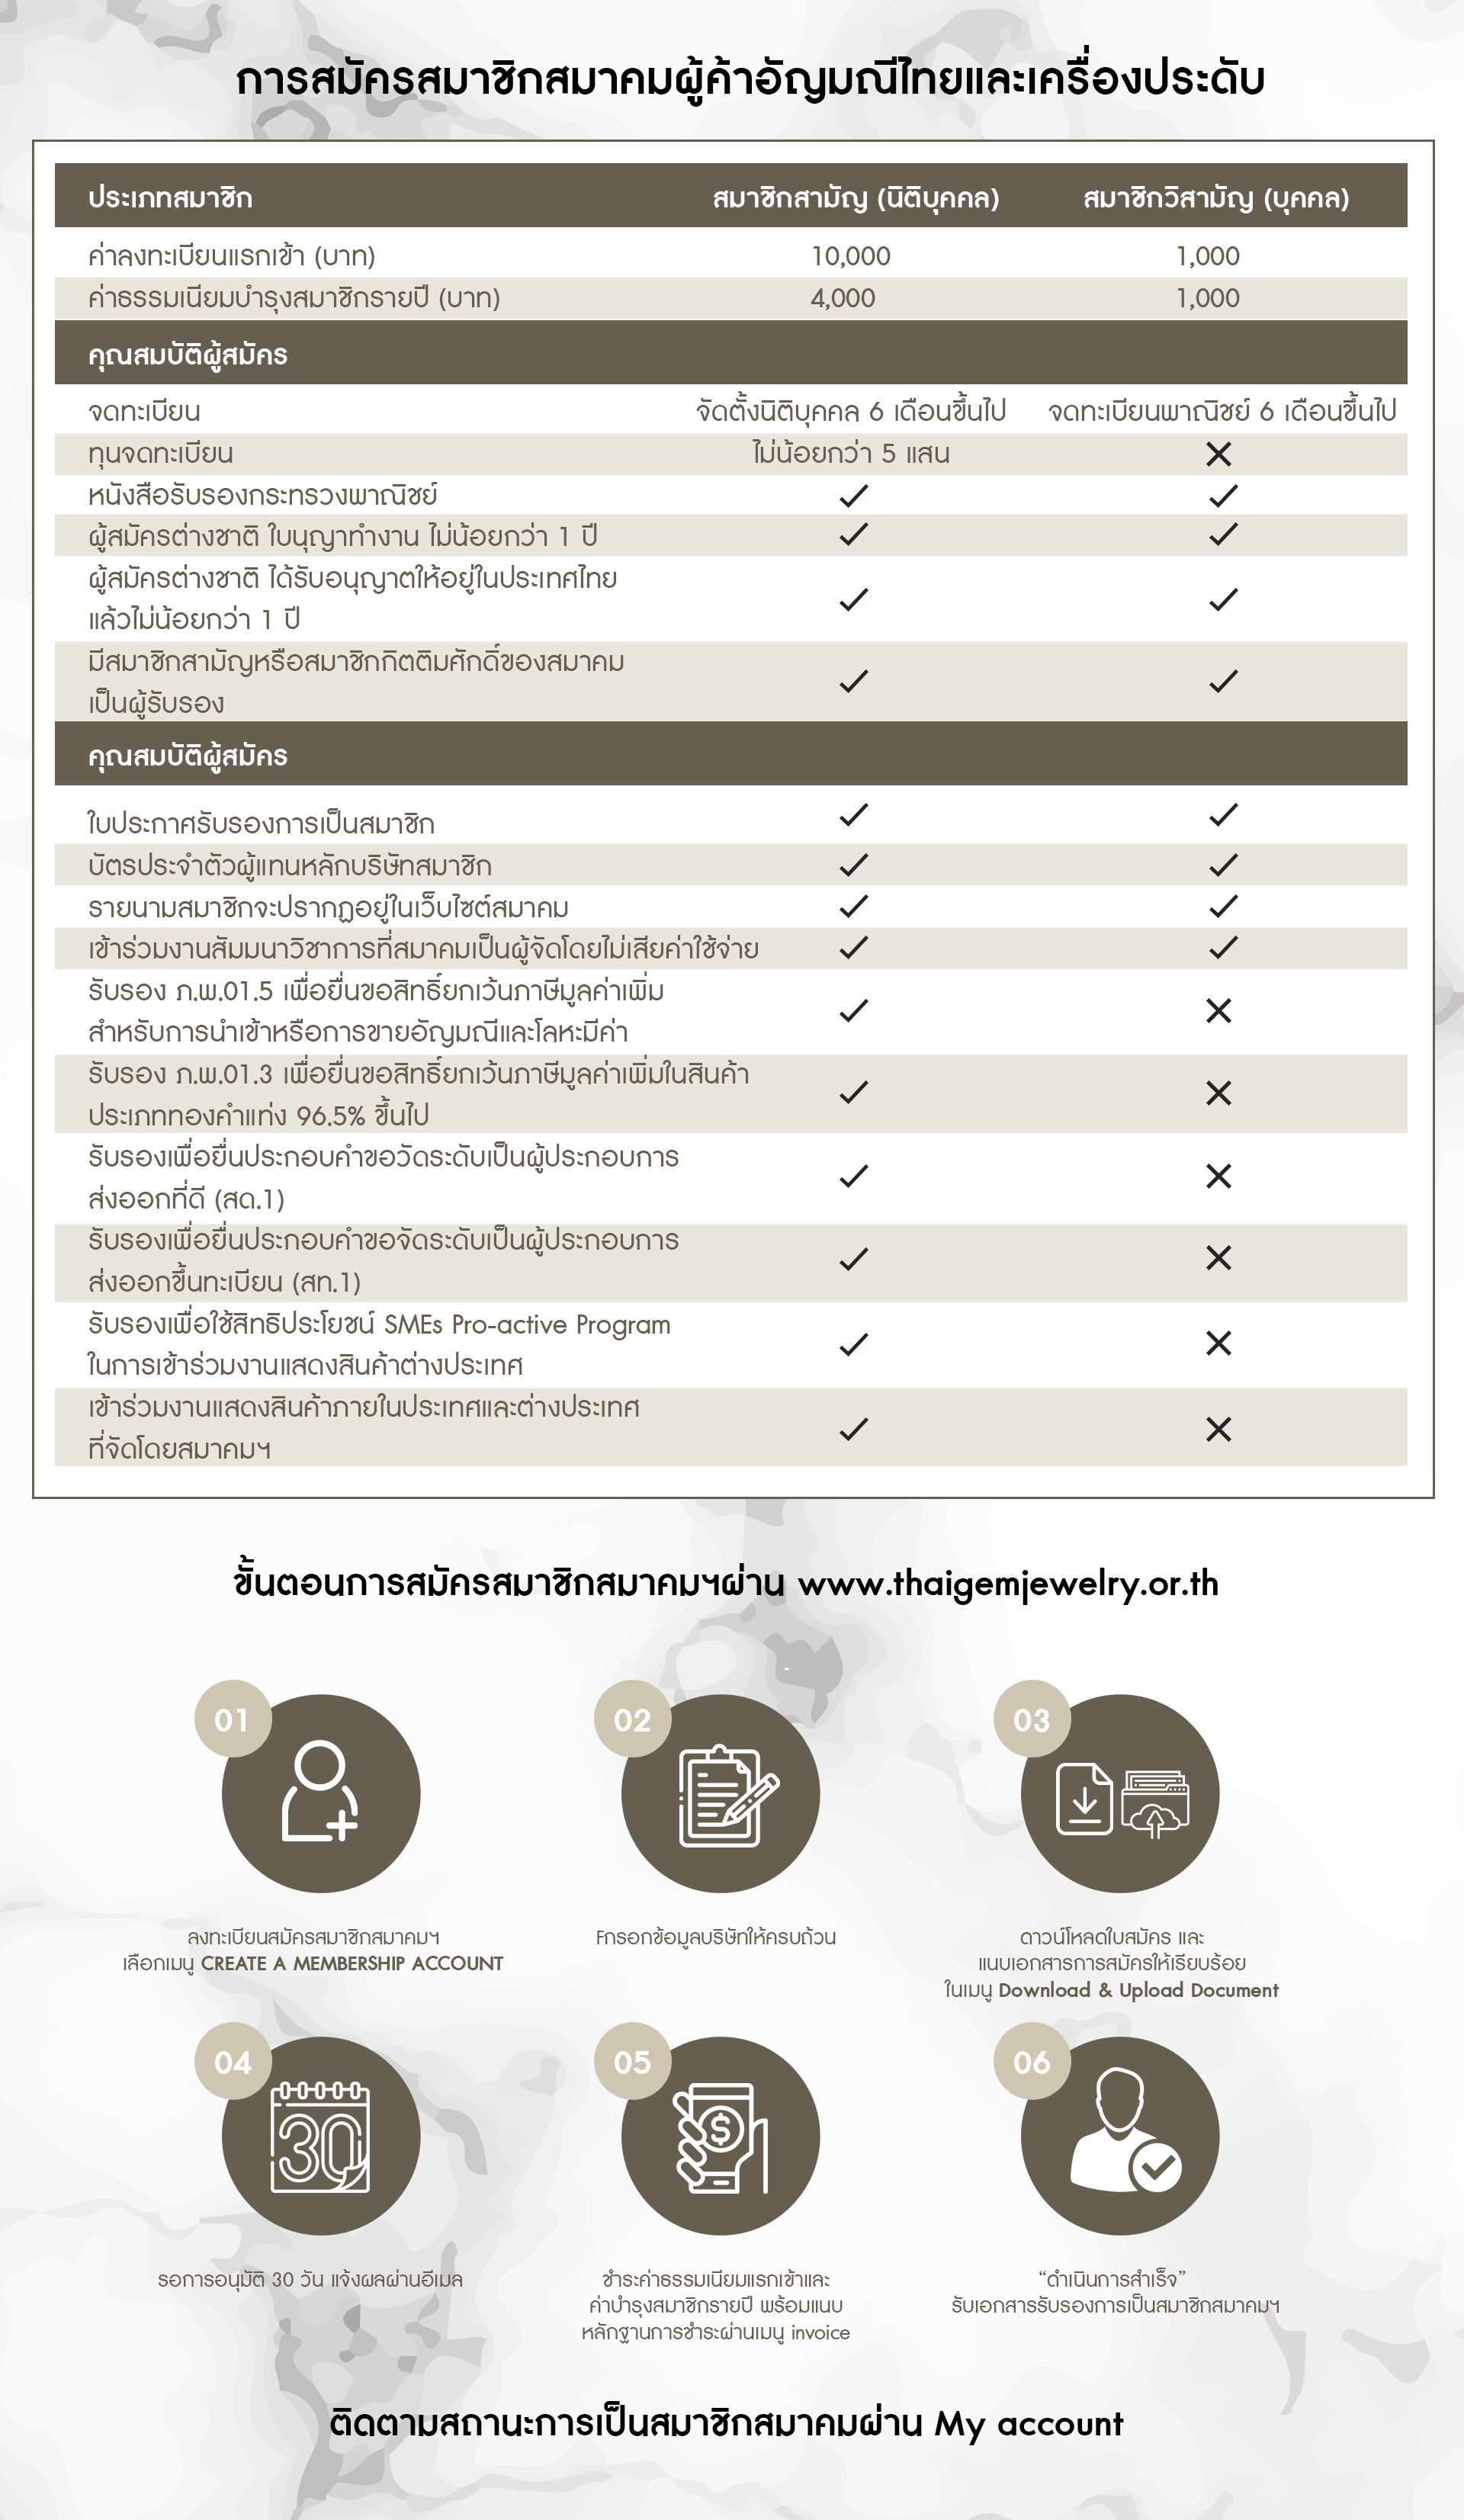 การสมัครสมาชิกสมาคมผู้ค้าอัญมณีไทยและเครื่องประดับ
ประเภทสมาชิก สมาชิกสามัญ (นิติบุคคล) สมาชิกวิสามัญ (บุคคล)
ค่าลงทะเบียนแรกเข้า (บาท) 10,000 1,000
ค่าธรรมเนียมบำรุงสมาชิกรายปี (บาท) 4,000 1,000
คุณสมบัติผู้สมัคร
จดทะเบียน จัดตั้งนิติบุคคล 6 เดือนขึ้นไป จดทะเบียนพาณิชย์ 6 เดือนขึ้นไป
ทุนจดทะเบียน ไม่น้อยกว่า 5 แสน ✕
หนังสือรับรองกระทรวงพาณิชย์ ✓ ✓
ผู้สมัครต่างชาติ ใบนุญาทำงาน ไม่น้อยกว่า 1 ปี ✓ ✓
ผู้สมัครต่างชาติ ได้รับอนุญาตให้อยู่ในประเทศไทย
แล้วไม่น้อยกว่า 1 ปี ✓ ✓
มีสมาชิกสามัญหรือสมาชิกกิตติมศักดิ์ของสมาคม
เป็นผู้รับรอง ✓ ✓
คุณสมบัติผู้สมัคร
ใบประกาศรับรองการเป็นสมาชิก ✓ ✓
บัตรประจำตัวผู้แทนหลักบริษัทสมาชิก ✓ ✓
รายนามสมาชิกจะปรากฏอยู่ในเว็บไซต์สมาคม ✓ ✓
เข้าร่วมงานสัมมนาวิชาการที่สมาคมเป็นผู้จัดโดยไม่เสียค่าใช้จ่าย ✓ ✓
รับรอง ภ.พ.01.5 เพื่อยื่นขอสิทธิ์ยกเว้นภาษีมูลค่าเพิ่ม
สำหรับการนำเข้าหรือการขายอัญมณีและโลหะมีค่า ✓ ✕
รับรอง ภ.พ.01.3 เพื่อยื่นขอสิทธิ์ยกเว้นภาษีมูลค่าเพิ่มในสินค้า
ประเภททองคำแท่ง 96.5% ขึ้นไป ✓ ✕
รับรองเพื่อยื่นประกอบคำขอวัดระดับเป็นผู้ประกอบการ
ส่งออกที่ดี (สด.1) ✓ ✕
รับรองเพื่อยื่นประกอบคำขอจัดระดับเป็นผู้ประกอบการ
ส่งออกขึ้นทะเบียน (สท.1) ✓ ✕
รับรองเพื่อใช้สิทธิประโยชน์ SMEs Pro-active Program
ในการเข้าร่วมงานแสดงสินค้าต่างประเทศ ✓ ✕
เข้าร่วมงานแสดงสินค้าภายในประเทศและต่างประเทศ
ที่จัดโดยสมาคมฯ ✓ ✕
ขั้นตอนการสมัครสมาชิกสมาคมฯผ่าน www.thaigemjewelry.or.th
01
ลงทะเบียนสมัครสมาชิกสมาคมฯ
เลือกเมนู CREATE A MEMBERSHIP ACCOUNT
02
Fกรอกข้อมูลบริษัทให้ครบถ้วน
03
ดาวน์โหลดใบสมัคร และ
แนบเอกสารการสมัครให้เรียบร้อย
ในเมนู Download & Upload Document
04
30
รอการอนุมัติ 30 วัน แจ้งผลผ่านอีเมล
05
$
ชำระค่าธรรมเนียมแรกเข้าและ
ค่าบำรุงสมาชิกรายปี พร้อมแนบ
หลักฐานการชำระผ่านเมนู invoice
06
“ดำเนินการสำเร็จ”
รับเอกสารรับรองการเป็นสมาชิกสมาคมฯ
ติดตามสถานะการเป็นสมาชิกสมาคมผ่าน My account